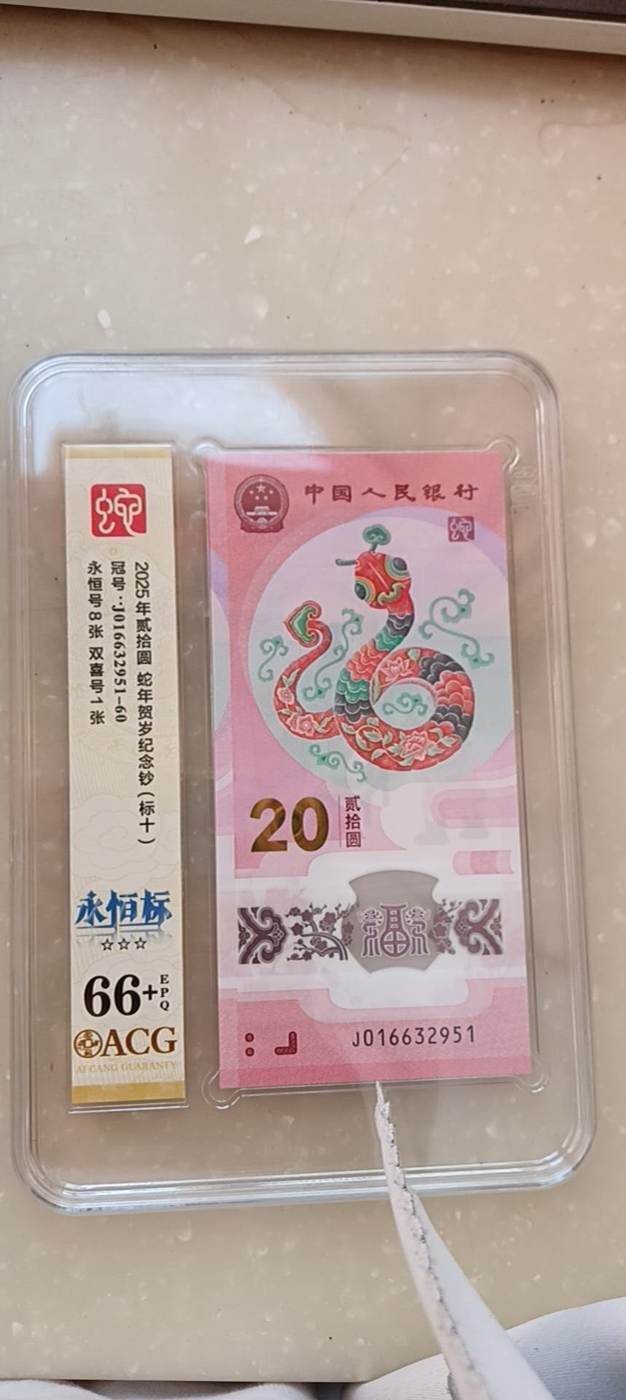 蛇
2025年贰拾圆 蛇年贺岁纪念钞(标十)
冠号:J016632951-60
永恒号8张 双喜号1张
永恒标
☆☆☆
66+EPQ
ACG
AI CANG GUARANTY
中国人民银行
蛇
20
贰拾圆
福
J016632951